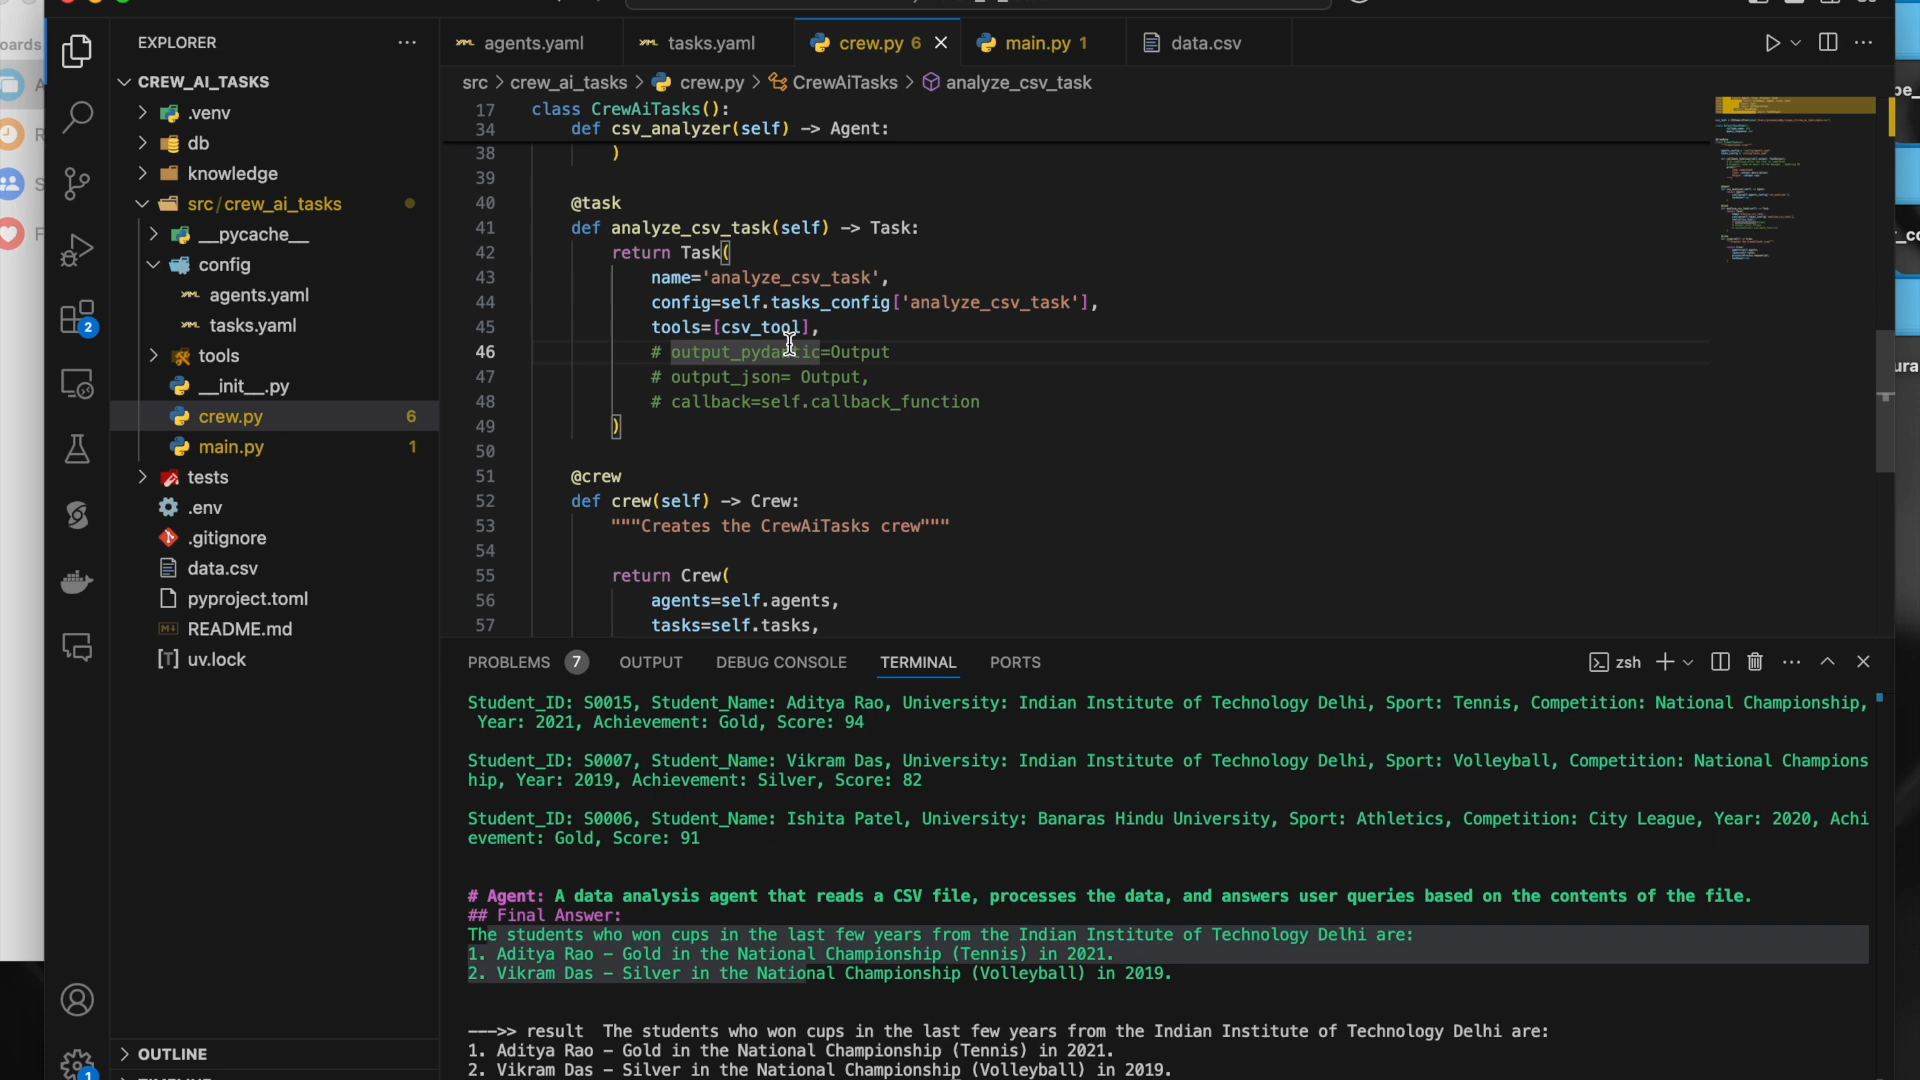 oards
EXPLORER
agents.yaml
tasks.yaml
crew.py 6
main.py 1
data.csv
CREW_AI_TASKS
src > crew_ai_tasks > crew.py > CrewAiTasks > analyze_csv_task
.venv
db
knowledge
src/crew_ai_tasks
__pycache__
config
agents.yaml
tasks.yaml
tools
__init__.py
crew.py 6
main.py 1
tests
.env
.gitignore
data.csv
pyproject.toml
README.md
[T] uv.lock
OUTLINE
2
1
17 class CrewAiTasks():
34 def csv_analyzer(self) -> Agent:
38 )
39
40 @task
41 def analyze_csv_task(self) -> Task:
42 return Task(
43 name='analyze_csv_task',
44 config=self.tasks_config['analyze_csv_task'],
45 tools=[csv_tool],
46 # output_pydantic=Output
47 # output_json= Output,
48 # callback=self.callback_function
49 )
50
51 @crew
52 def crew(self) -> Crew:
53 """Creates the CrewAiTasks crew"""
54
55 return Crew(
56 agents=self.agents,
57 tasks=self.tasks,
PROBLEMS 7 OUTPUT DEBUG CONSOLE TERMINAL PORTS
zsh
Student_ID: S0015, Student_Name: Aditya Rao, University: Indian Institute of Technology Delhi, Sport: Tennis, Competition: National Championship,
Year: 2021, Achievement: Gold, Score: 94
Student_ID: S0007, Student_Name: Vikram Das, University: Indian Institute of Technology Delhi, Sport: Volleyball, Competition: National Champions
hip, Year: 2019, Achievement: Silver, Score: 82
Student_ID: S0006, Student_Name: Ishita Patel, University: Banaras Hindu University, Sport: Athletics, Competition: City League, Year: 2020, Achi
evement: Gold, Score: 91
# Agent: A data analysis agent that reads a CSV file, processes the data, and answers user queries based on the contents of the file.
## Final Answer:
The students who won cups in the last few years from the Indian Institute of Technology Delhi are:
1. Aditya Rao – Gold in the National Championship (Tennis) in 2021.
2. Vikram Das – Silver in the National Championship (Volleyball) in 2019.
--->> result The students who won cups in the last few years from the Indian Institute of Technology Delhi are:
1. Aditya Rao – Gold in the National Championship (Tennis) in 2021.
2. Vikram Das – Silver in the National Championship (Volleyball) in 2019.